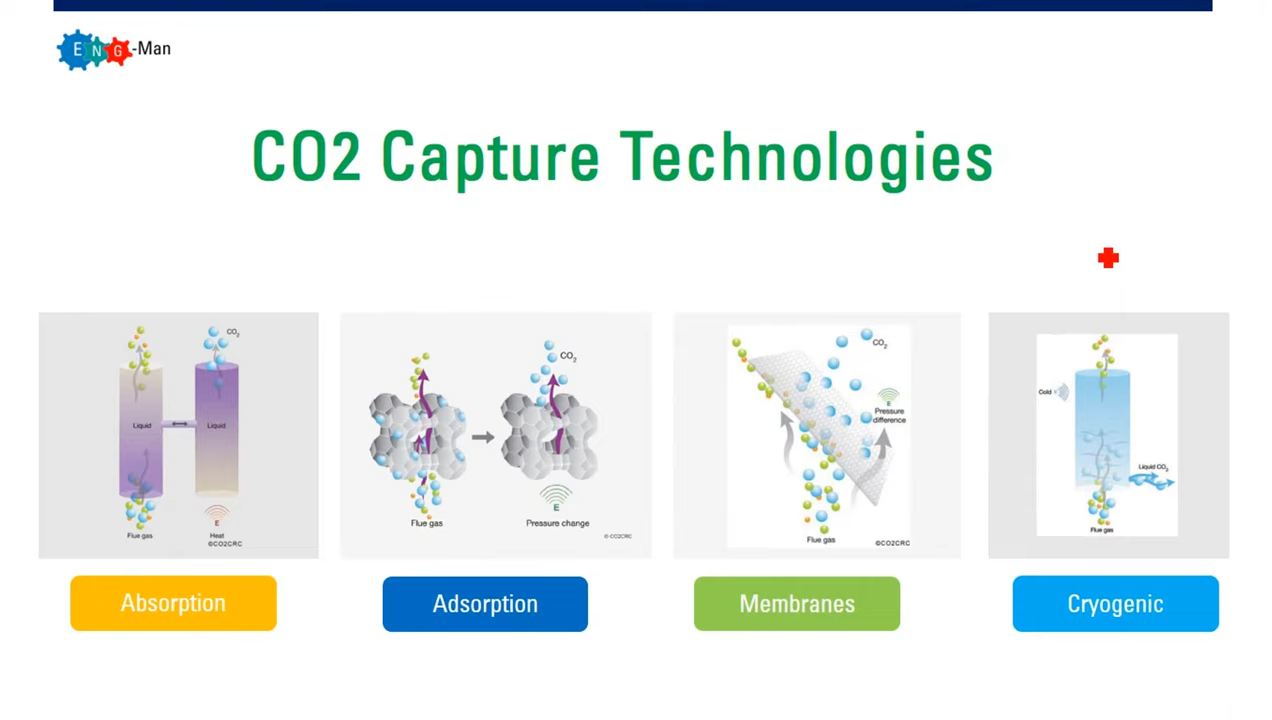 ENG-Man
CO2 Capture Technologies
CO₂
Liquid
Liquid
Flue gas
Heat
E
©CO2CRC
CO₂
Flue gas
E
Pressure change
© CO2CRC
CO₂
E
Pressure
difference
Flue gas
©CO2CRC
Cold
Liquid CO₂
Flue gas
Absorption
Adsorption
Membranes
Cryogenic